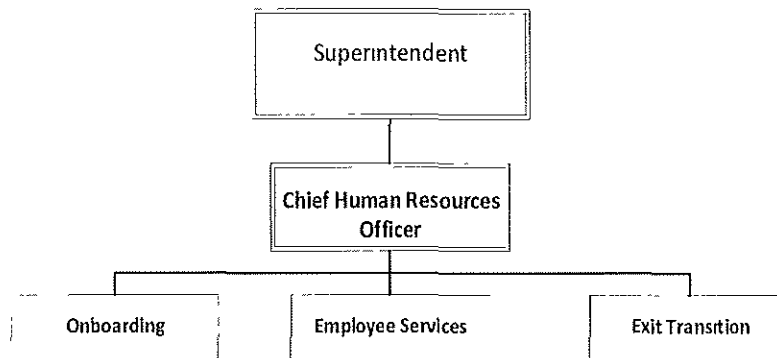 Superintendent
Chief Human Resources
Officer
Onboarding
Employee Services
Exit Transition